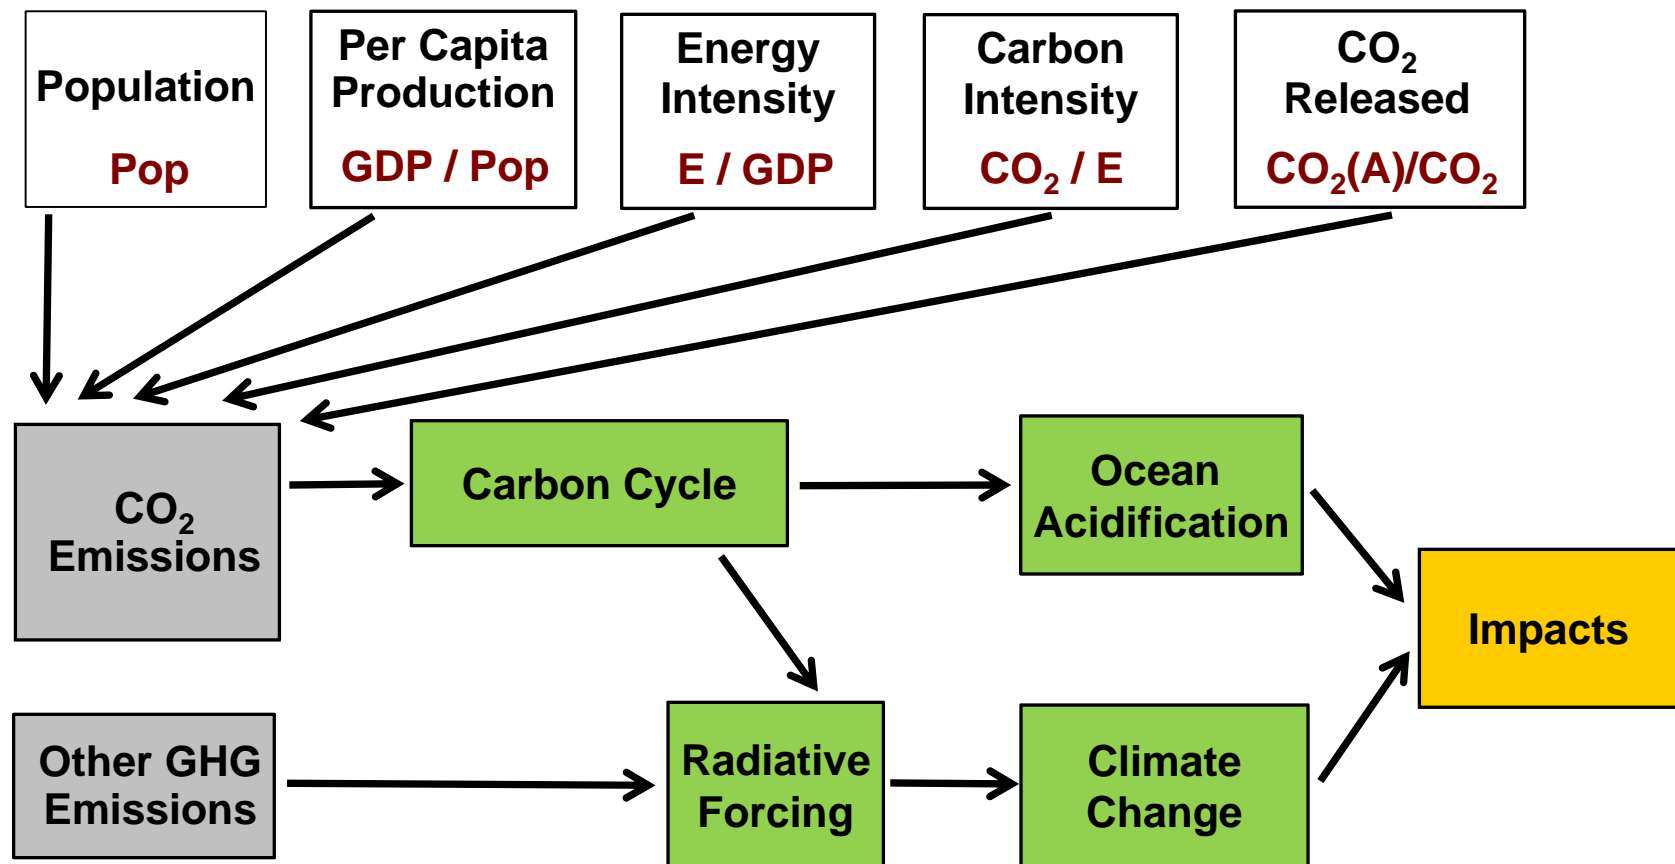 Population
Pop
Per Capita
Production
GDP / Pop
Energy
Intensity
E / GDP
Carbon
Intensity
CO₂ / E
CO₂
Released
CO₂(A)/CO₂
CO₂
Emissions
Carbon Cycle
Ocean
Acidification
Impacts
Other GHG
Emissions
Radiative
Forcing
Climate
Change